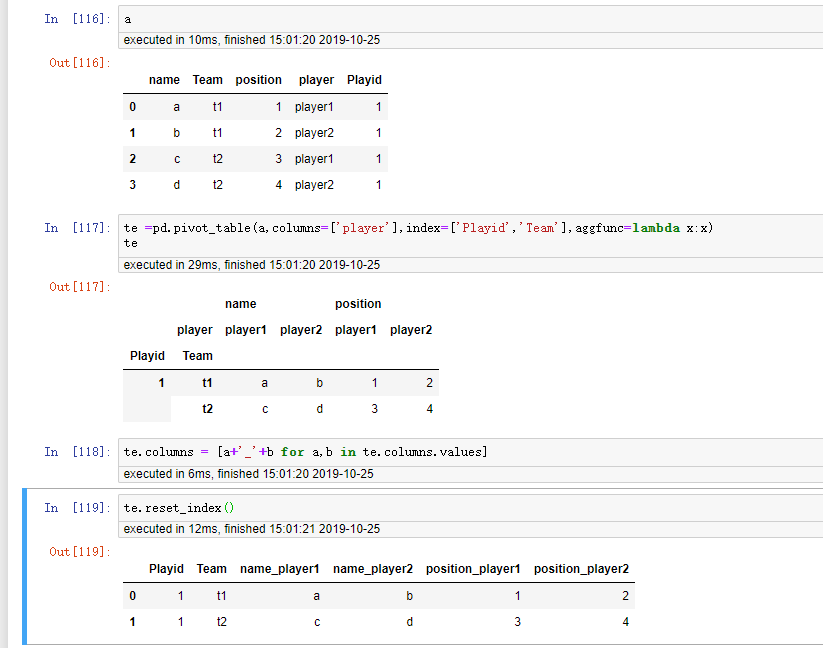 In [116]: a
executed in 10ms, finished 15:01:20 2019-10-25
Out[116]:
name Team position player Playid
0 a t1 1 player1 1
1 b t1 2 player2 1
2 c t2 3 player1 1
3 d t2 4 player2 1
In [117]: te =pd.pivot_table(a,columns=['player'],index=['Playid','Team'],aggfunc=lambda x:x)
te
executed in 29ms, finished 15:01:20 2019-10-25
Out[117]:
name position
player player1 player2 player1 player2
Playid Team
1 t1 a b 1 2
t2 c d 3 4
In [118]: te.columns = [a+'_'+b for a,b in te.columns.values]
executed in 6ms, finished 15:01:20 2019-10-25
In [119]: te.reset_index()
executed in 12ms, finished 15:01:21 2019-10-25
Out[119]:
Playid Team name_player1 name_player2 position_player1 position_player2
0 1 t1 a b 1 2
1 1 t2 c d 3 4